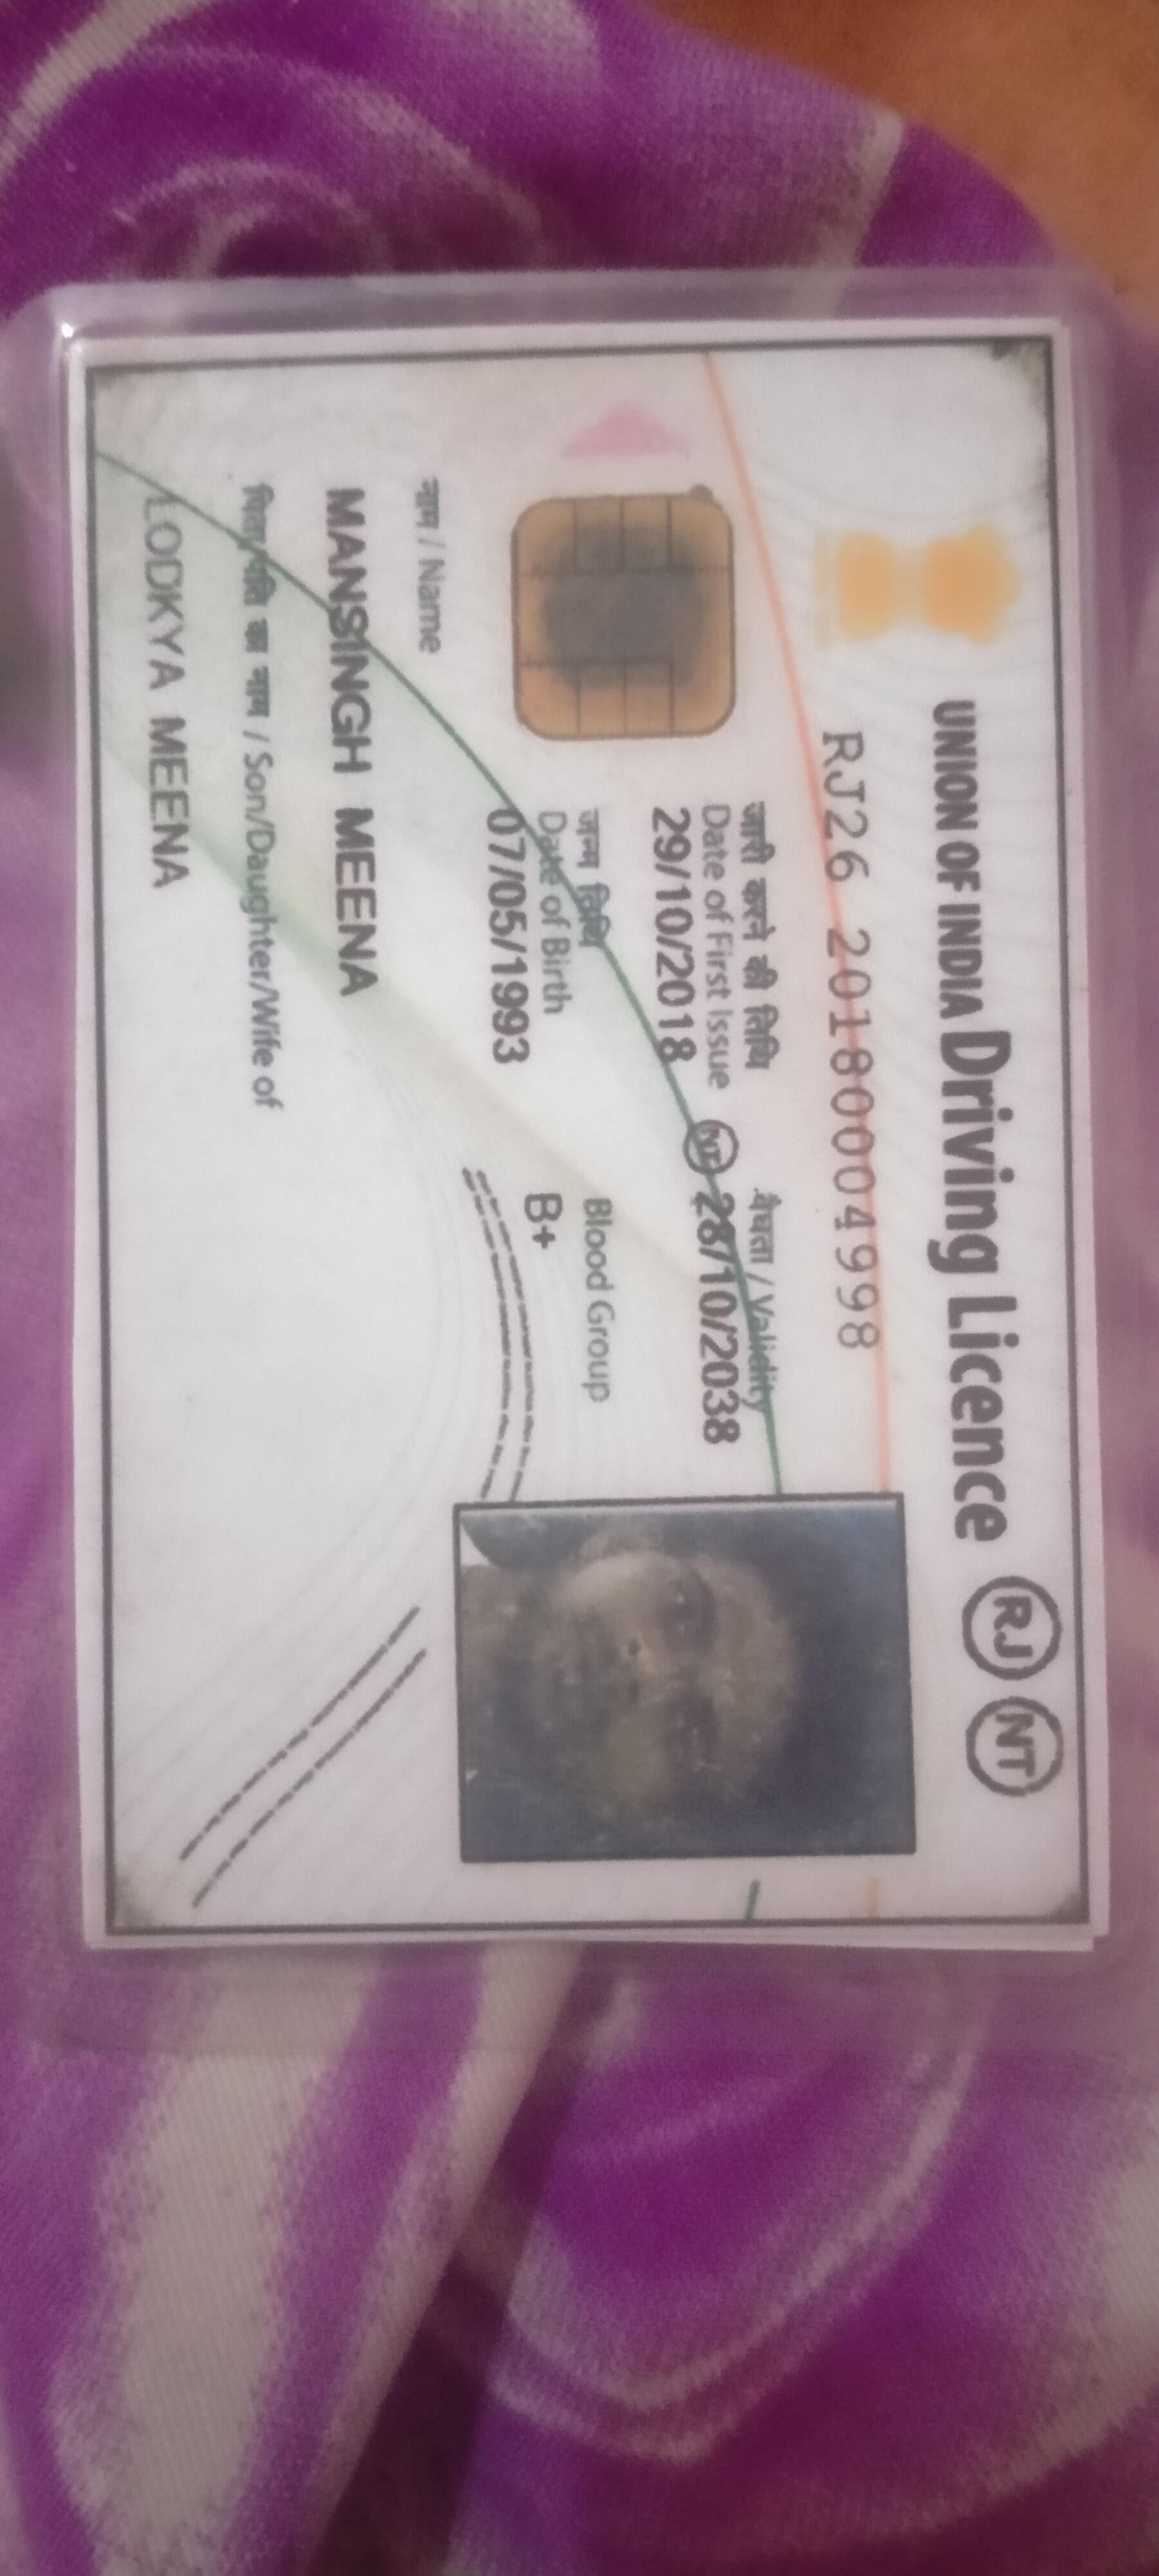 UNION OF INDIA Driving Licence RJ NT
RJ26 20180004998
जारी करने की तिथि
Date of First Issue
29/10/2018
वैधता / Validity
NT 28/10/2038
जन्म तिथि
Date of Birth
07/05/1993
Blood Group
B+
नाम / Name
MANSINGH MEENA
पिता/पति का नाम / Son/Daughter/Wife of
LODKYA MEENA